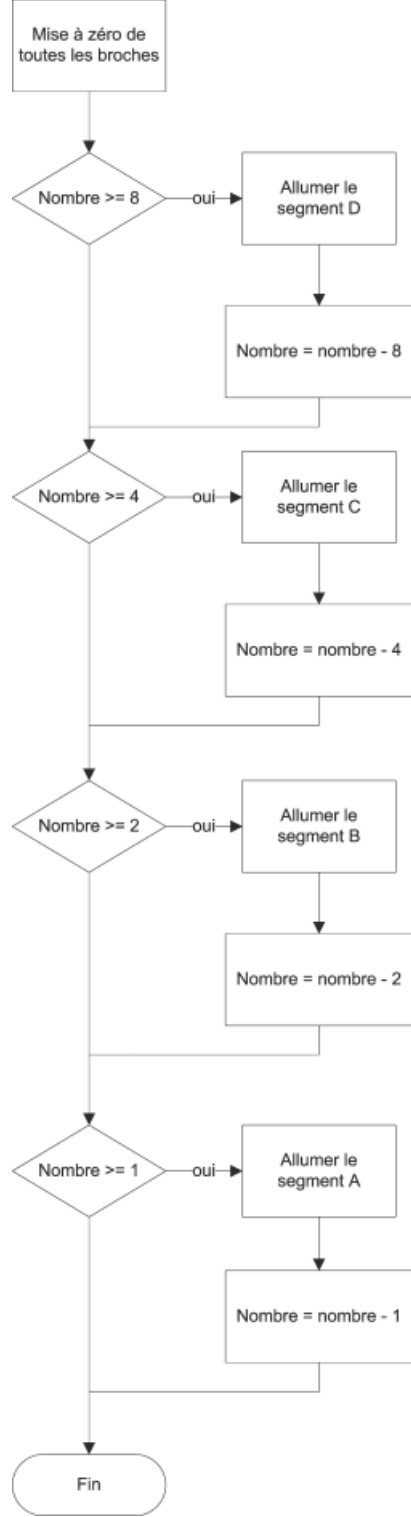 Mise à zéro de
toutes les broches
Nombre >= 8
oui
Allumer le
segment D
Nombre = nombre - 8
Nombre >= 4
oui
Allumer le
segment C
Nombre = nombre - 4
Nombre >= 2
oui
Allumer le
segment B
Nombre = nombre - 2
Nombre >= 1
oui
Allumer le
segment A
Nombre = nombre - 1
Fin